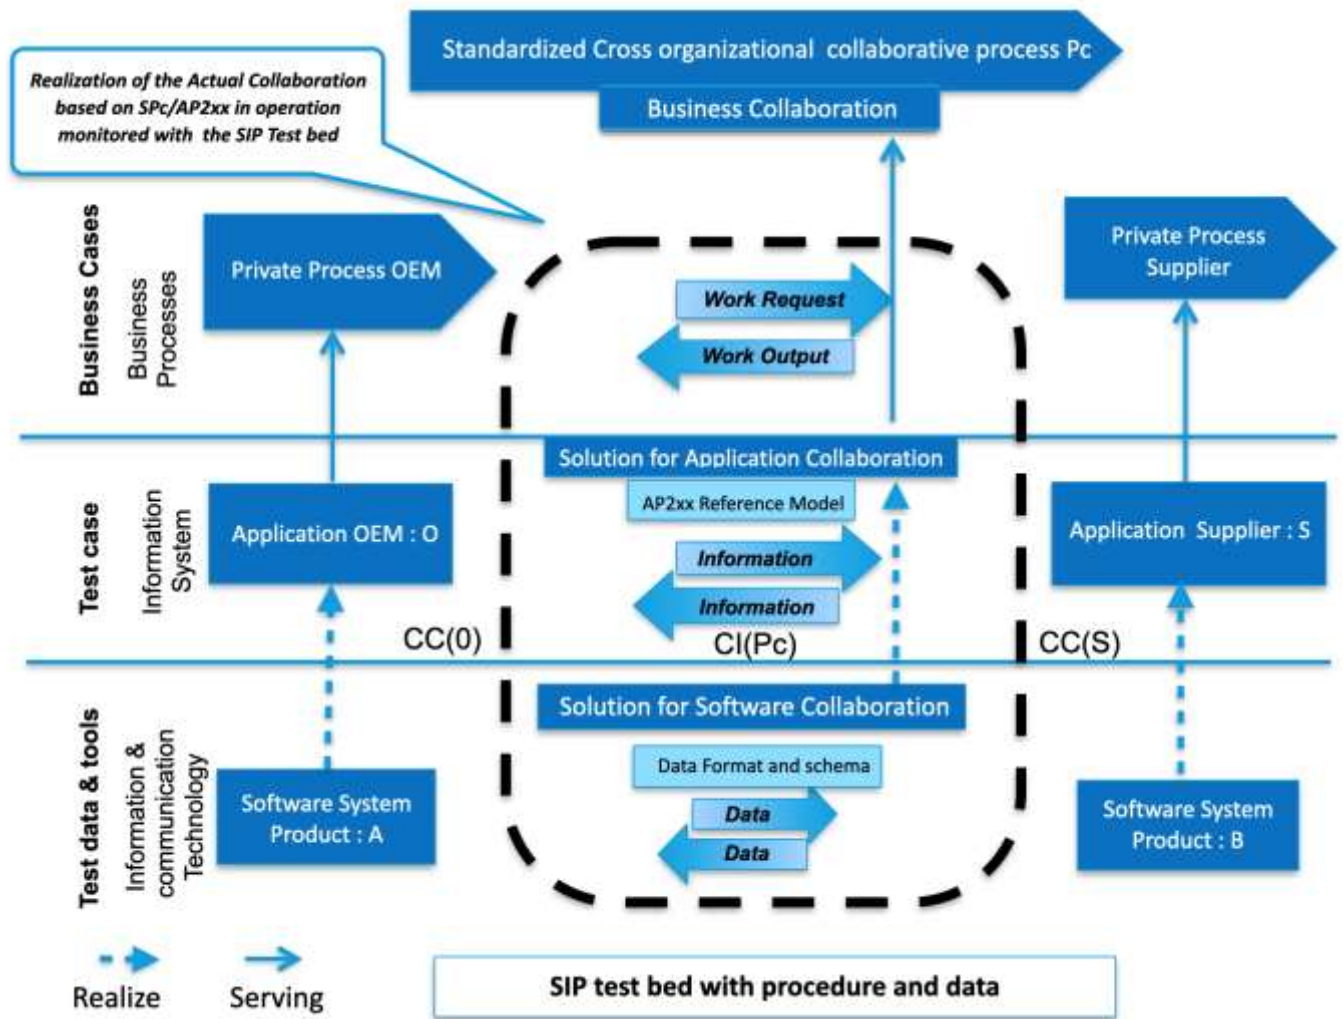 Standardized Cross organizational collaborative process Pc
Business Collaboration
Realization of the Actual Collaboration
based on SPc/AP2xx in operation
monitored with the SIP Test bed
Business Cases
Business
Processes
Private Process OEM
Work Request
Work Output
Private Process
Supplier
Test case
Information
System
Application OEM : O
Solution for Application Collaboration
AP2xx Reference Model
Information
Information
Application Supplier : S
CC(0)
CI(Pc)
CC(S)
Test data & tools
Information &
communication
Technology
Software System
Product : A
Solution for Software Collaboration
Data Format and schema
Data
Data
Software System
Product : B
Realize
Serving
SIP test bed with procedure and data